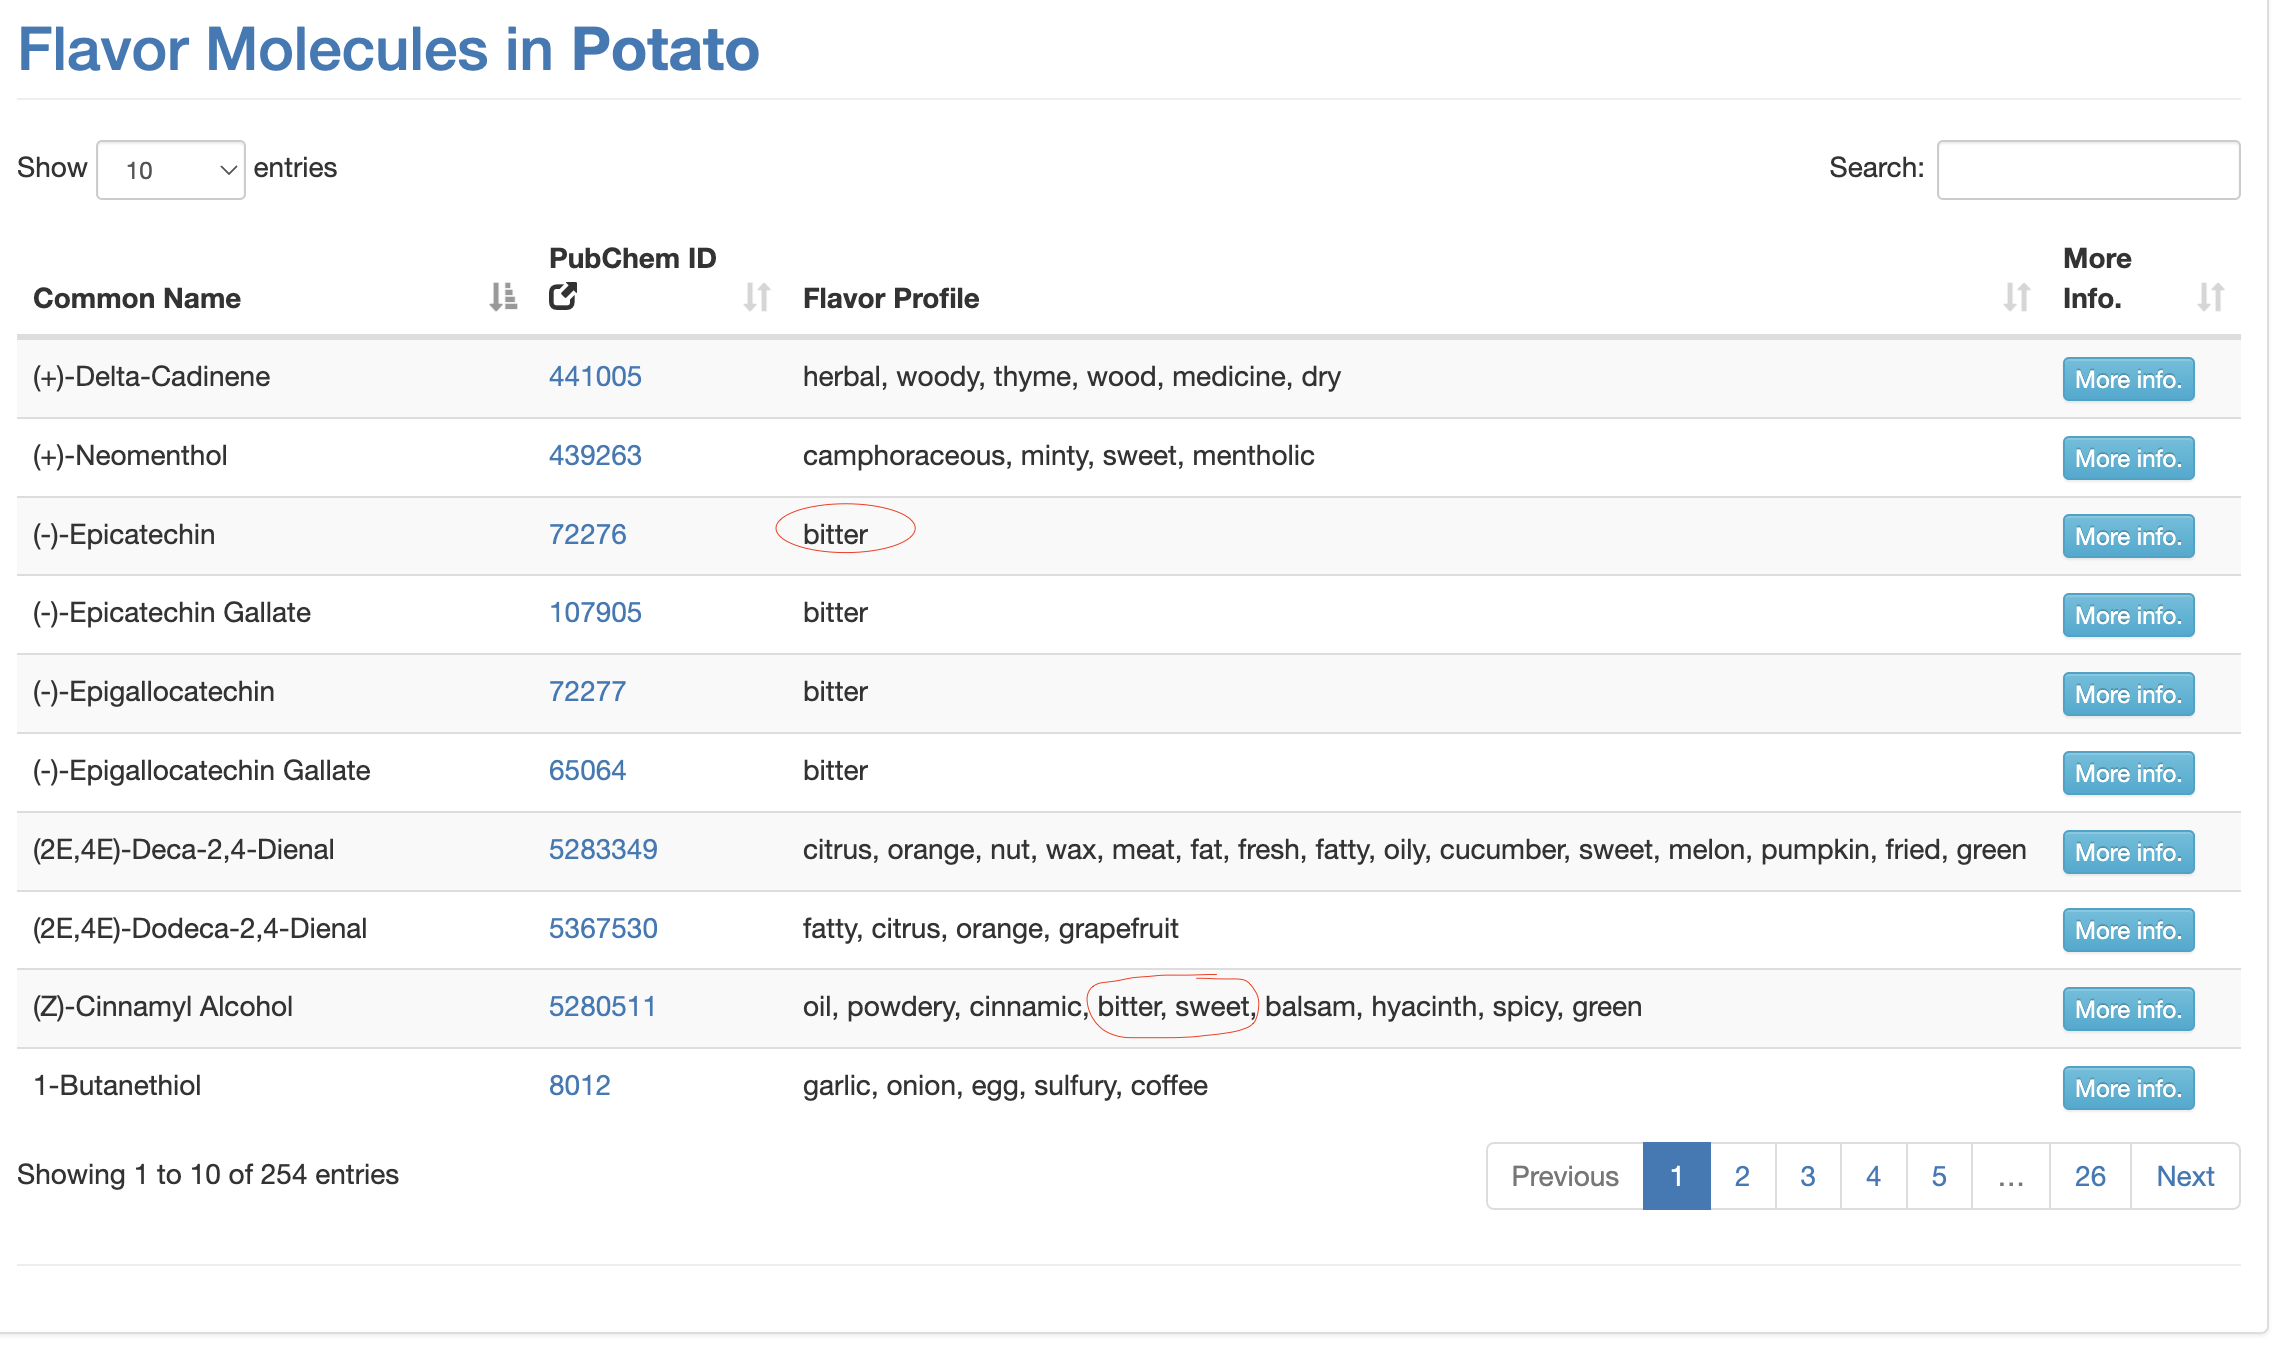 Flavor Molecules in Potato
Show 10 entries Search:
Common Name PubChem ID Flavor Profile More Info.
(+)-Delta-Cadinene 441005 herbal, woody, thyme, wood, medicine, dry More info.
(+)-Neomenthol 439263 camphoraceous, minty, sweet, mentholic More info.
(-)-Epicatechin 72276 bitter More info.
(-)-Epicatechin Gallate 107905 bitter More info.
(-)-Epigallocatechin 72277 bitter More info.
(-)-Epigallocatechin Gallate 65064 bitter More info.
(2E,4E)-Deca-2,4-Dienal 5283349 citrus, orange, nut, wax, meat, fat, fresh, fatty, oily, cucumber, sweet, melon, pumpkin, fried, green More info.
(2E,4E)-Dodeca-2,4-Dienal 5367530 fatty, citrus, orange, grapefruit More info.
(Z)-Cinnamyl Alcohol 5280511 oil, powdery, cinnamic, bitter, sweet, balsam, hyacinth, spicy, green More info.
1-Butanethiol 8012 garlic, onion, egg, sulfury, coffee More info.
Showing 1 to 10 of 254 entries Previous 1 2 3 4 5 … 26 Next